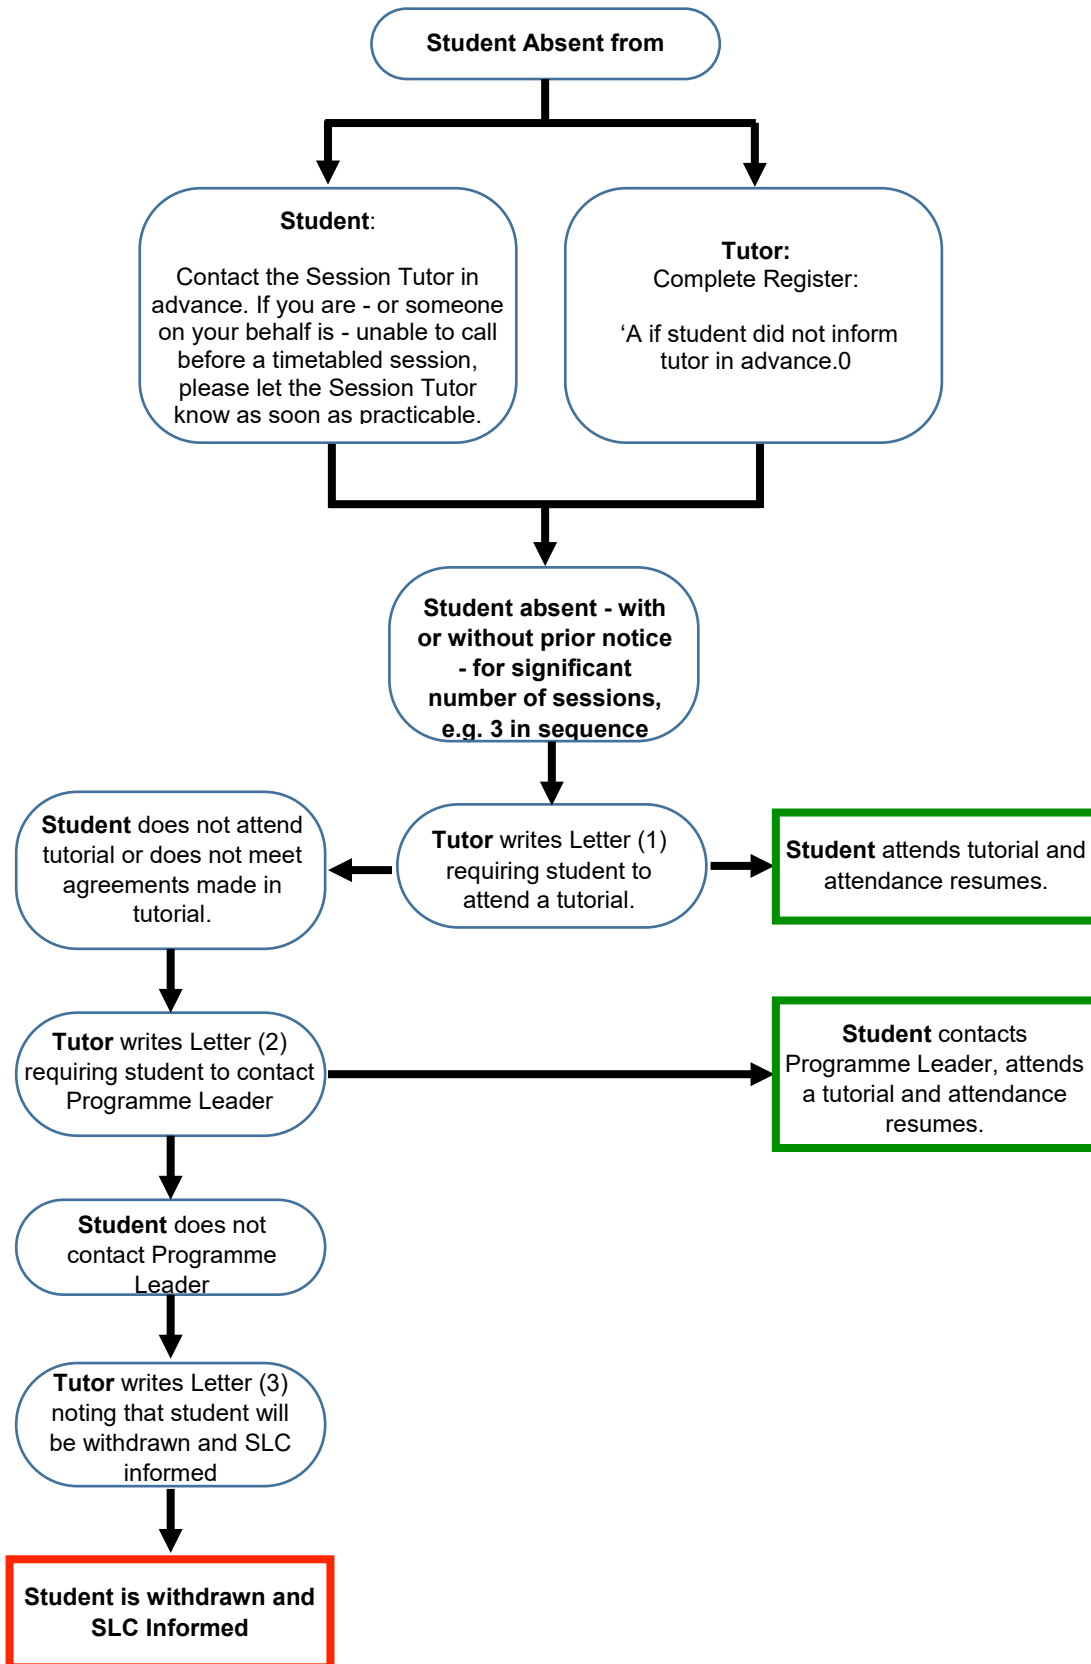 Student Absent from
Student:
Contact the Session Tutor in
advance. If you are - or someone
on your behalf is - unable to call
before a timetabled session,
please let the Session Tutor
know as soon as practicable.
Tutor:
Complete Register:
‘A if student did not inform
tutor in advance.0
Student absent - with
or without prior notice
- for significant
number of sessions,
e.g. 3 in sequence
Tutor writes Letter (1)
requiring student to
attend a tutorial.
Student does not attend
tutorial or does not meet
agreements made in
tutorial.
Student attends tutorial and
attendance resumes.
Tutor writes Letter (2)
requiring student to contact
Programme Leader
Student contacts
Programme Leader, attends
a tutorial and attendance
resumes.
Student does not
contact Programme
Leader
Tutor writes Letter (3)
noting that student will
be withdrawn and SLC
informed
Student is withdrawn and
SLC Informed